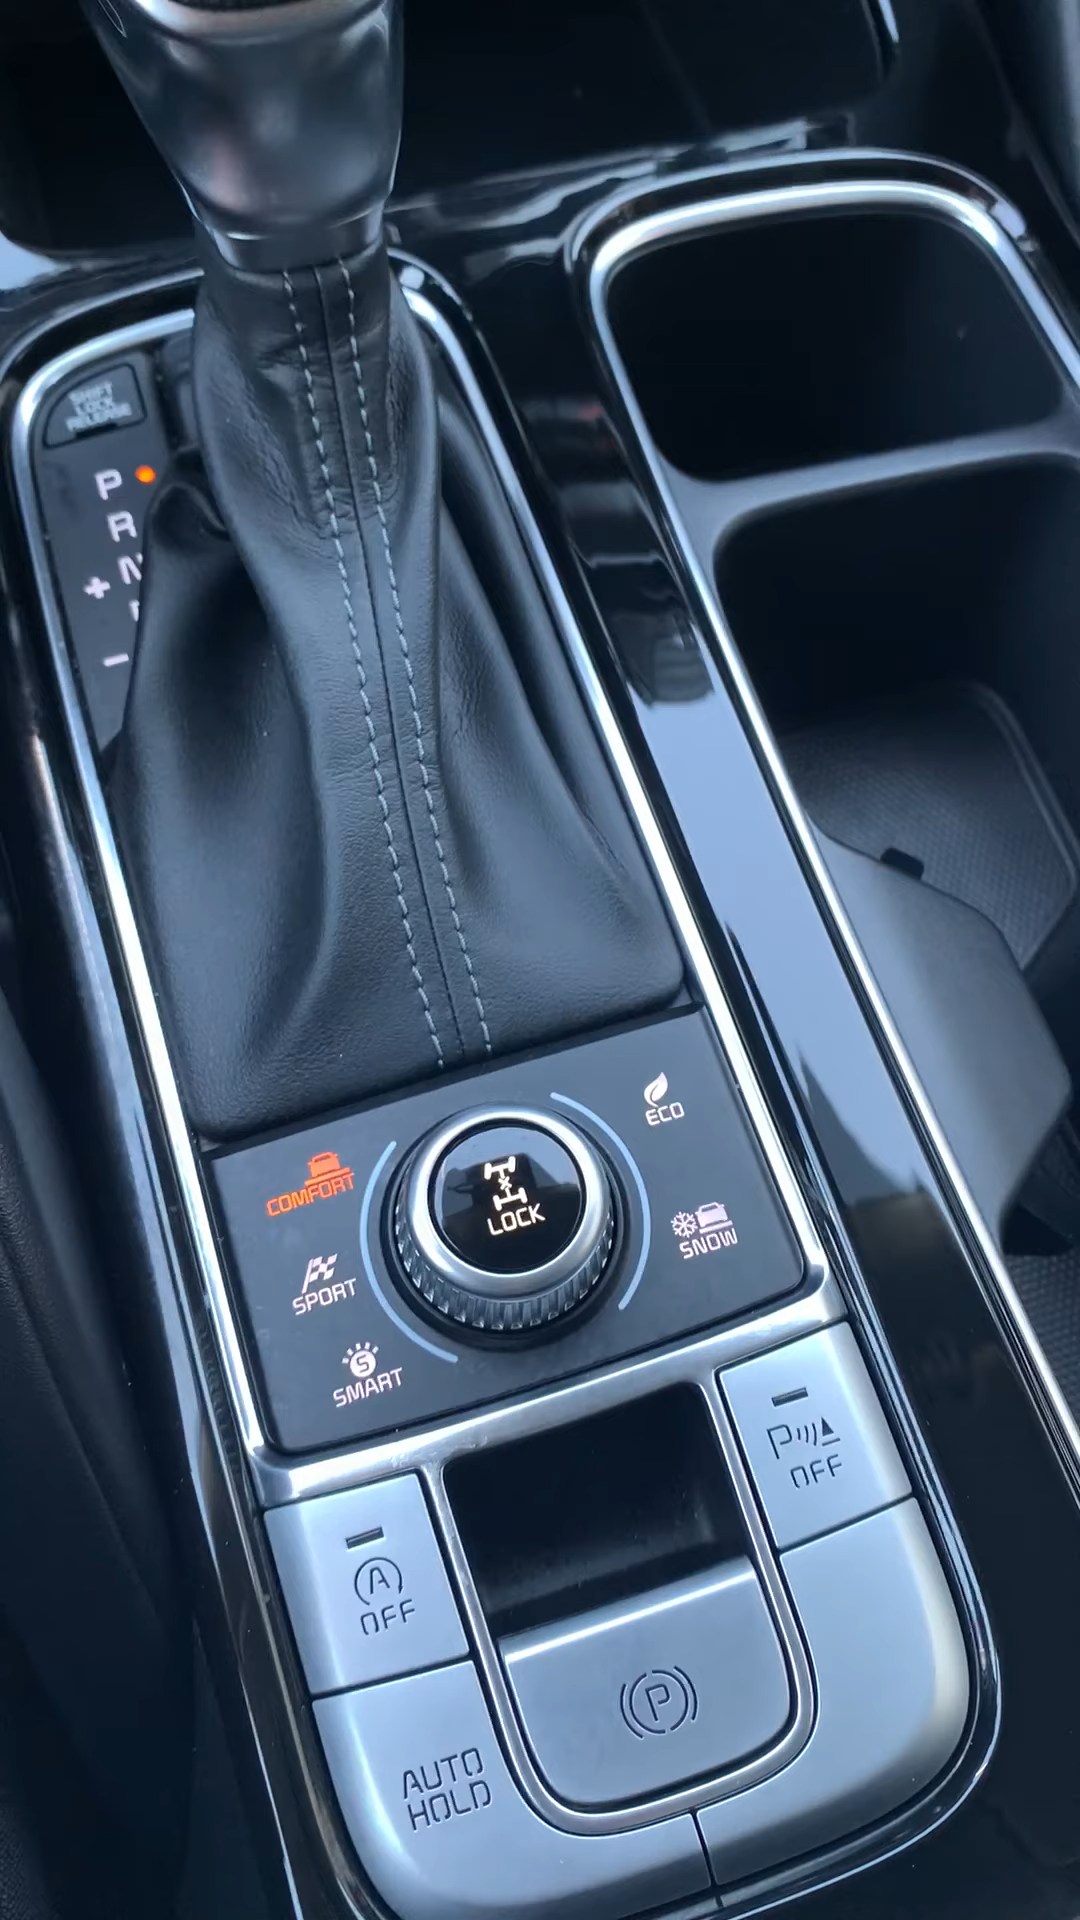 SHIFT
LOCK
RELEASE
P
R
+ N
-
COMFORT
SPORT
SMART
LOCK
ECO
SNOW
P OFF
A
OFF
P
AUTO
HOLD